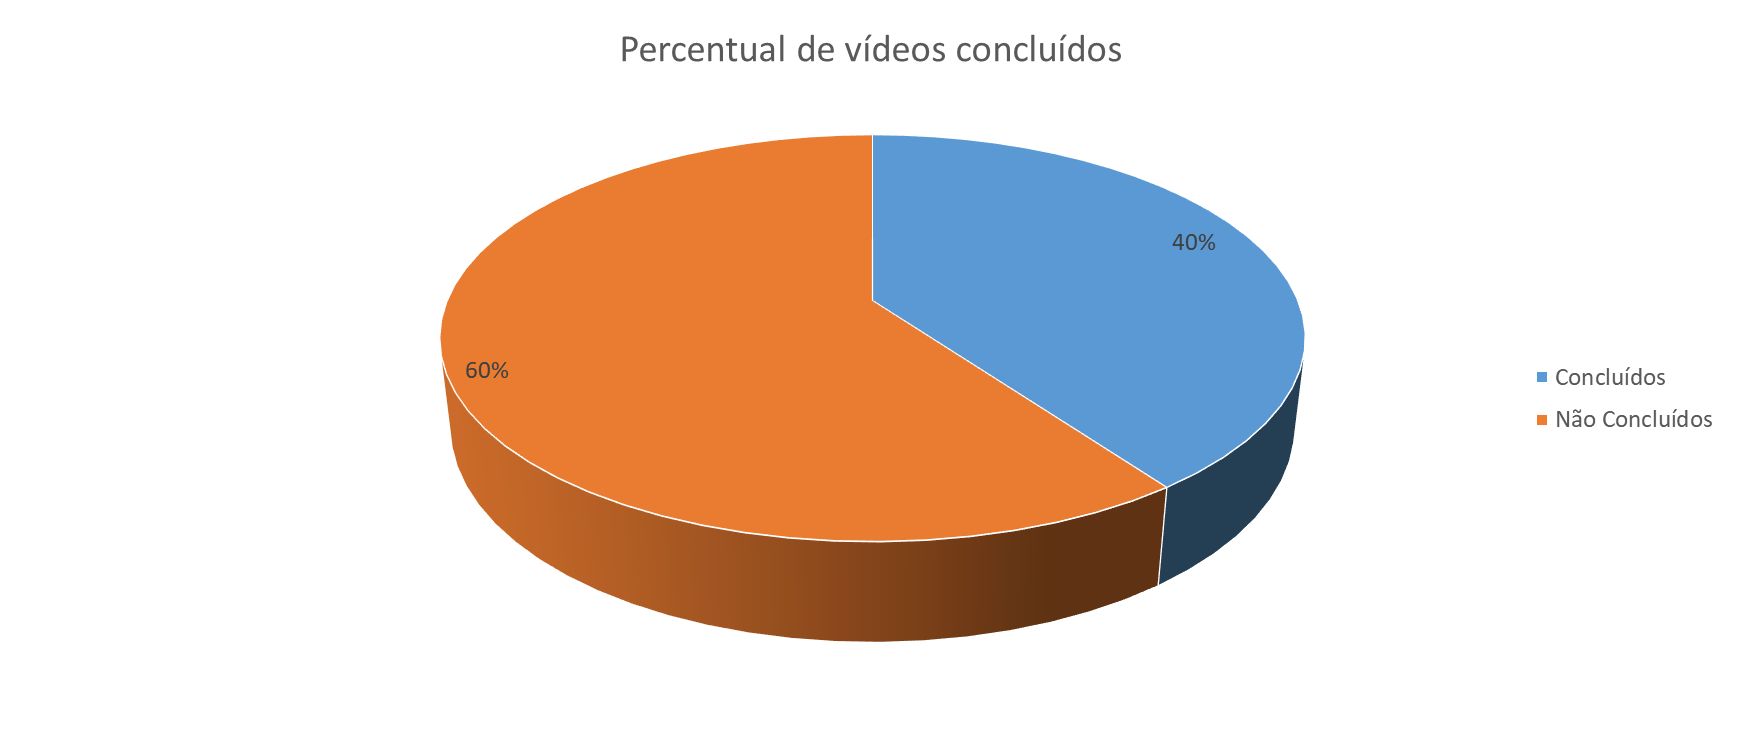 Percentual de vídeos concluídos
40%
60%
Concluídos
Não Concluídos